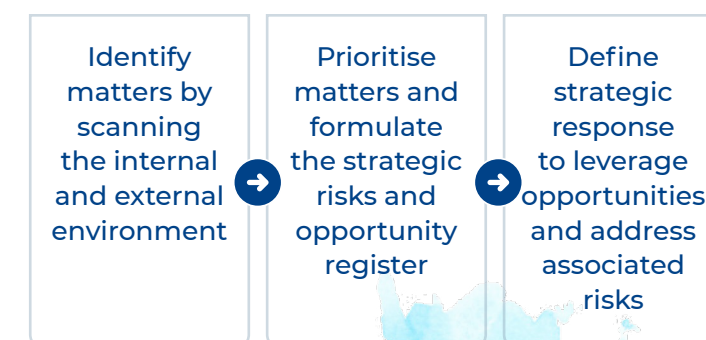 Identify
matters by
scanning
the internal
and external
environment
Prioritise
matters and
formulate
the strategic
risks and
opportunity
register
Define
strategic
response
to leverage
opportunities
and address
associated
risks